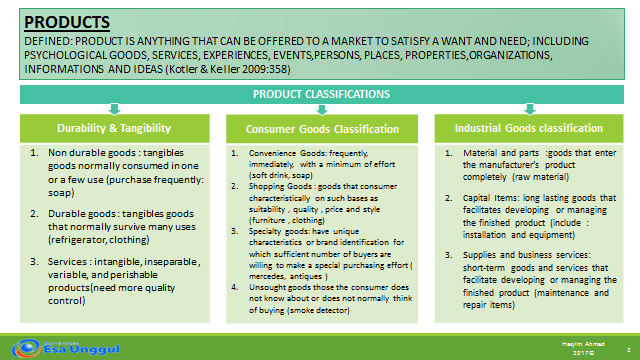 PRODUCTS
DEFINED: PRODUCT IS ANYTHING THAT CAN BE OFFERED TO A MARKET TO SATISFY A WANT AND NEED; INCLUDING
PSYCHOLOGICAL GOODS, SERVICES, EXPERIENCES, EVENTS,PERSONS, PLACES, PROPERTIES,ORGANIZATIONS,
INFORMATIONS AND IDEAS (Kotler & Keller 2009:358)
PRODUCT CLASSIFICATIONS
Durability & Tangibility
1. Non durable goods : tangibles
goods normally consumed in one
or a few use (purchase frequently:
soap)
2. Durable goods : tangibles goods
that normally survive many uses
(refrigerator, clothing)
3. Services : intangible, inseparable ,
variable, and perishable
products(need more quality
control)
Consumer Goods Classification
1. Convenience Goods: frequently,
immediately, with a minimum of effort
(soft drink, soap)
2. Shopping Goods : goods that consumer
characteristically on such bases as
suitability , quality , price and style
(furniture , clothing)
3. Specialty goods: have unique
characteristics or brand identification for
which sufficient number of buyers are
willing to make a special purchasing effort (
mercedes, antiques )
4. Unsought goods those the consumer does
not know about or does not normally think
of buying (smoke detector)
Industrial Goods classification
1. Material and parts :goods that enter
the manufacturer's product
completely (raw material)
2. Capital Items: long lasting goods that
facilitates developing or managing
the finished product (include :
installation and equipment)
3. Supplies and business services:
short-term goods and services that
facilitate developing or managing the
finished product (maintenance and
repair items)
Esa Unggul
Hasyim Ahmad
2017©
2